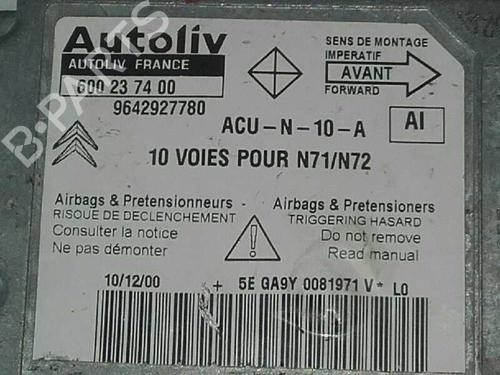 Autoliv
AUTOLIV FRANCE
600 23 74 00
9642927780
SENS DE MONTAGE
IMPERATIF
AVANT
FORWARD
ACU-N-10-A
AI
10 VOIES POUR N71/N72
Airbags & Pretensionneurs
RISQUE DE DECLENCHEMENT
Consulter la notice
Ne pas démonter
Airbags & Pretensioners
TRIGGERING HASARD
Do not remove
Read manual
10/12/00 + 5E GA9Y 0081971 V * L0
B-PARTS